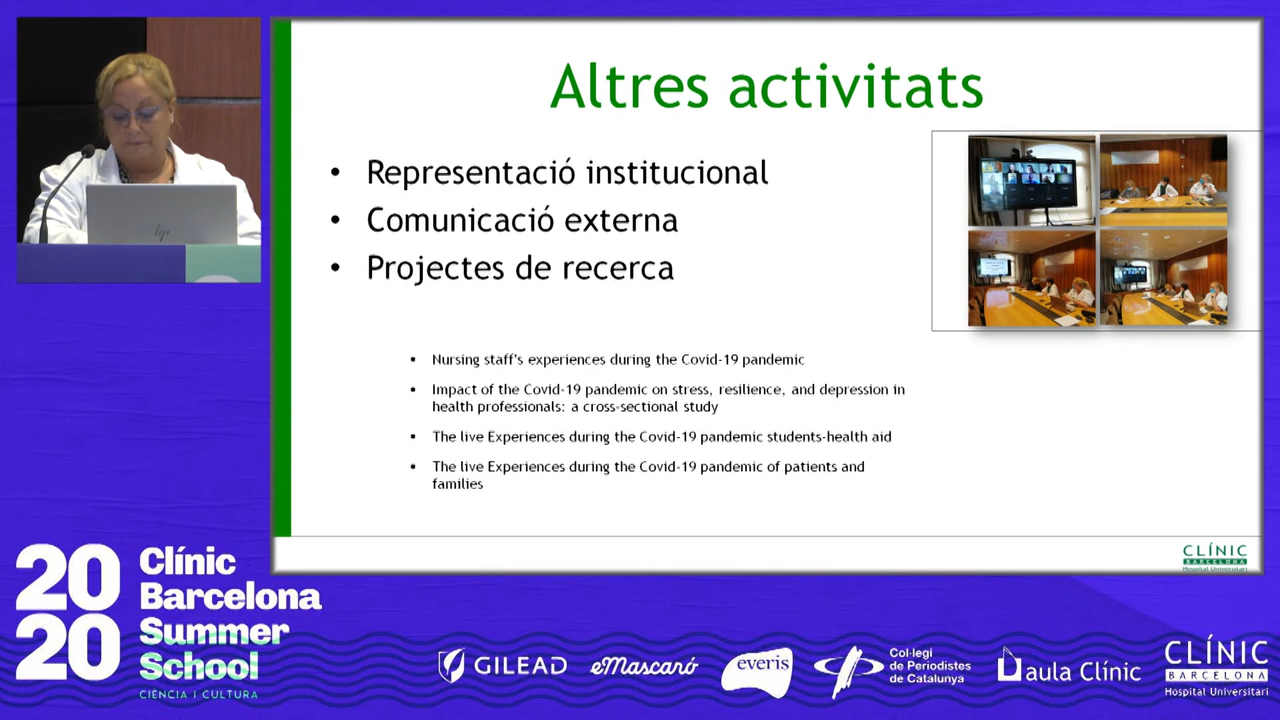 Altres activitats
• Representació institucional
• Comunicació externa
• Projectes de recerca
▪ Nursing staff's experiences during the Covid-19 pandemic
▪ Impact of the Covid-19 pandemic on stress, resilience, and depression in
health professionals: a cross-sectional study
▪ The live Experiences during the Covid-19 pandemic students-health aid
▪ The live Experiences during the Covid-19 pandemic of patients and
families
CLÍNIC
BARCELONA
Hospital Universitari
hp
20
20
Clínic
Barcelona
Summer
School
CIÈNCIA I CULTURA
GILEAD
eMascaró
everis
Col·legi
de Periodistes
de Catalunya
aula Clínic
CLÍNIC
BARCELONA
Hospital Universitari